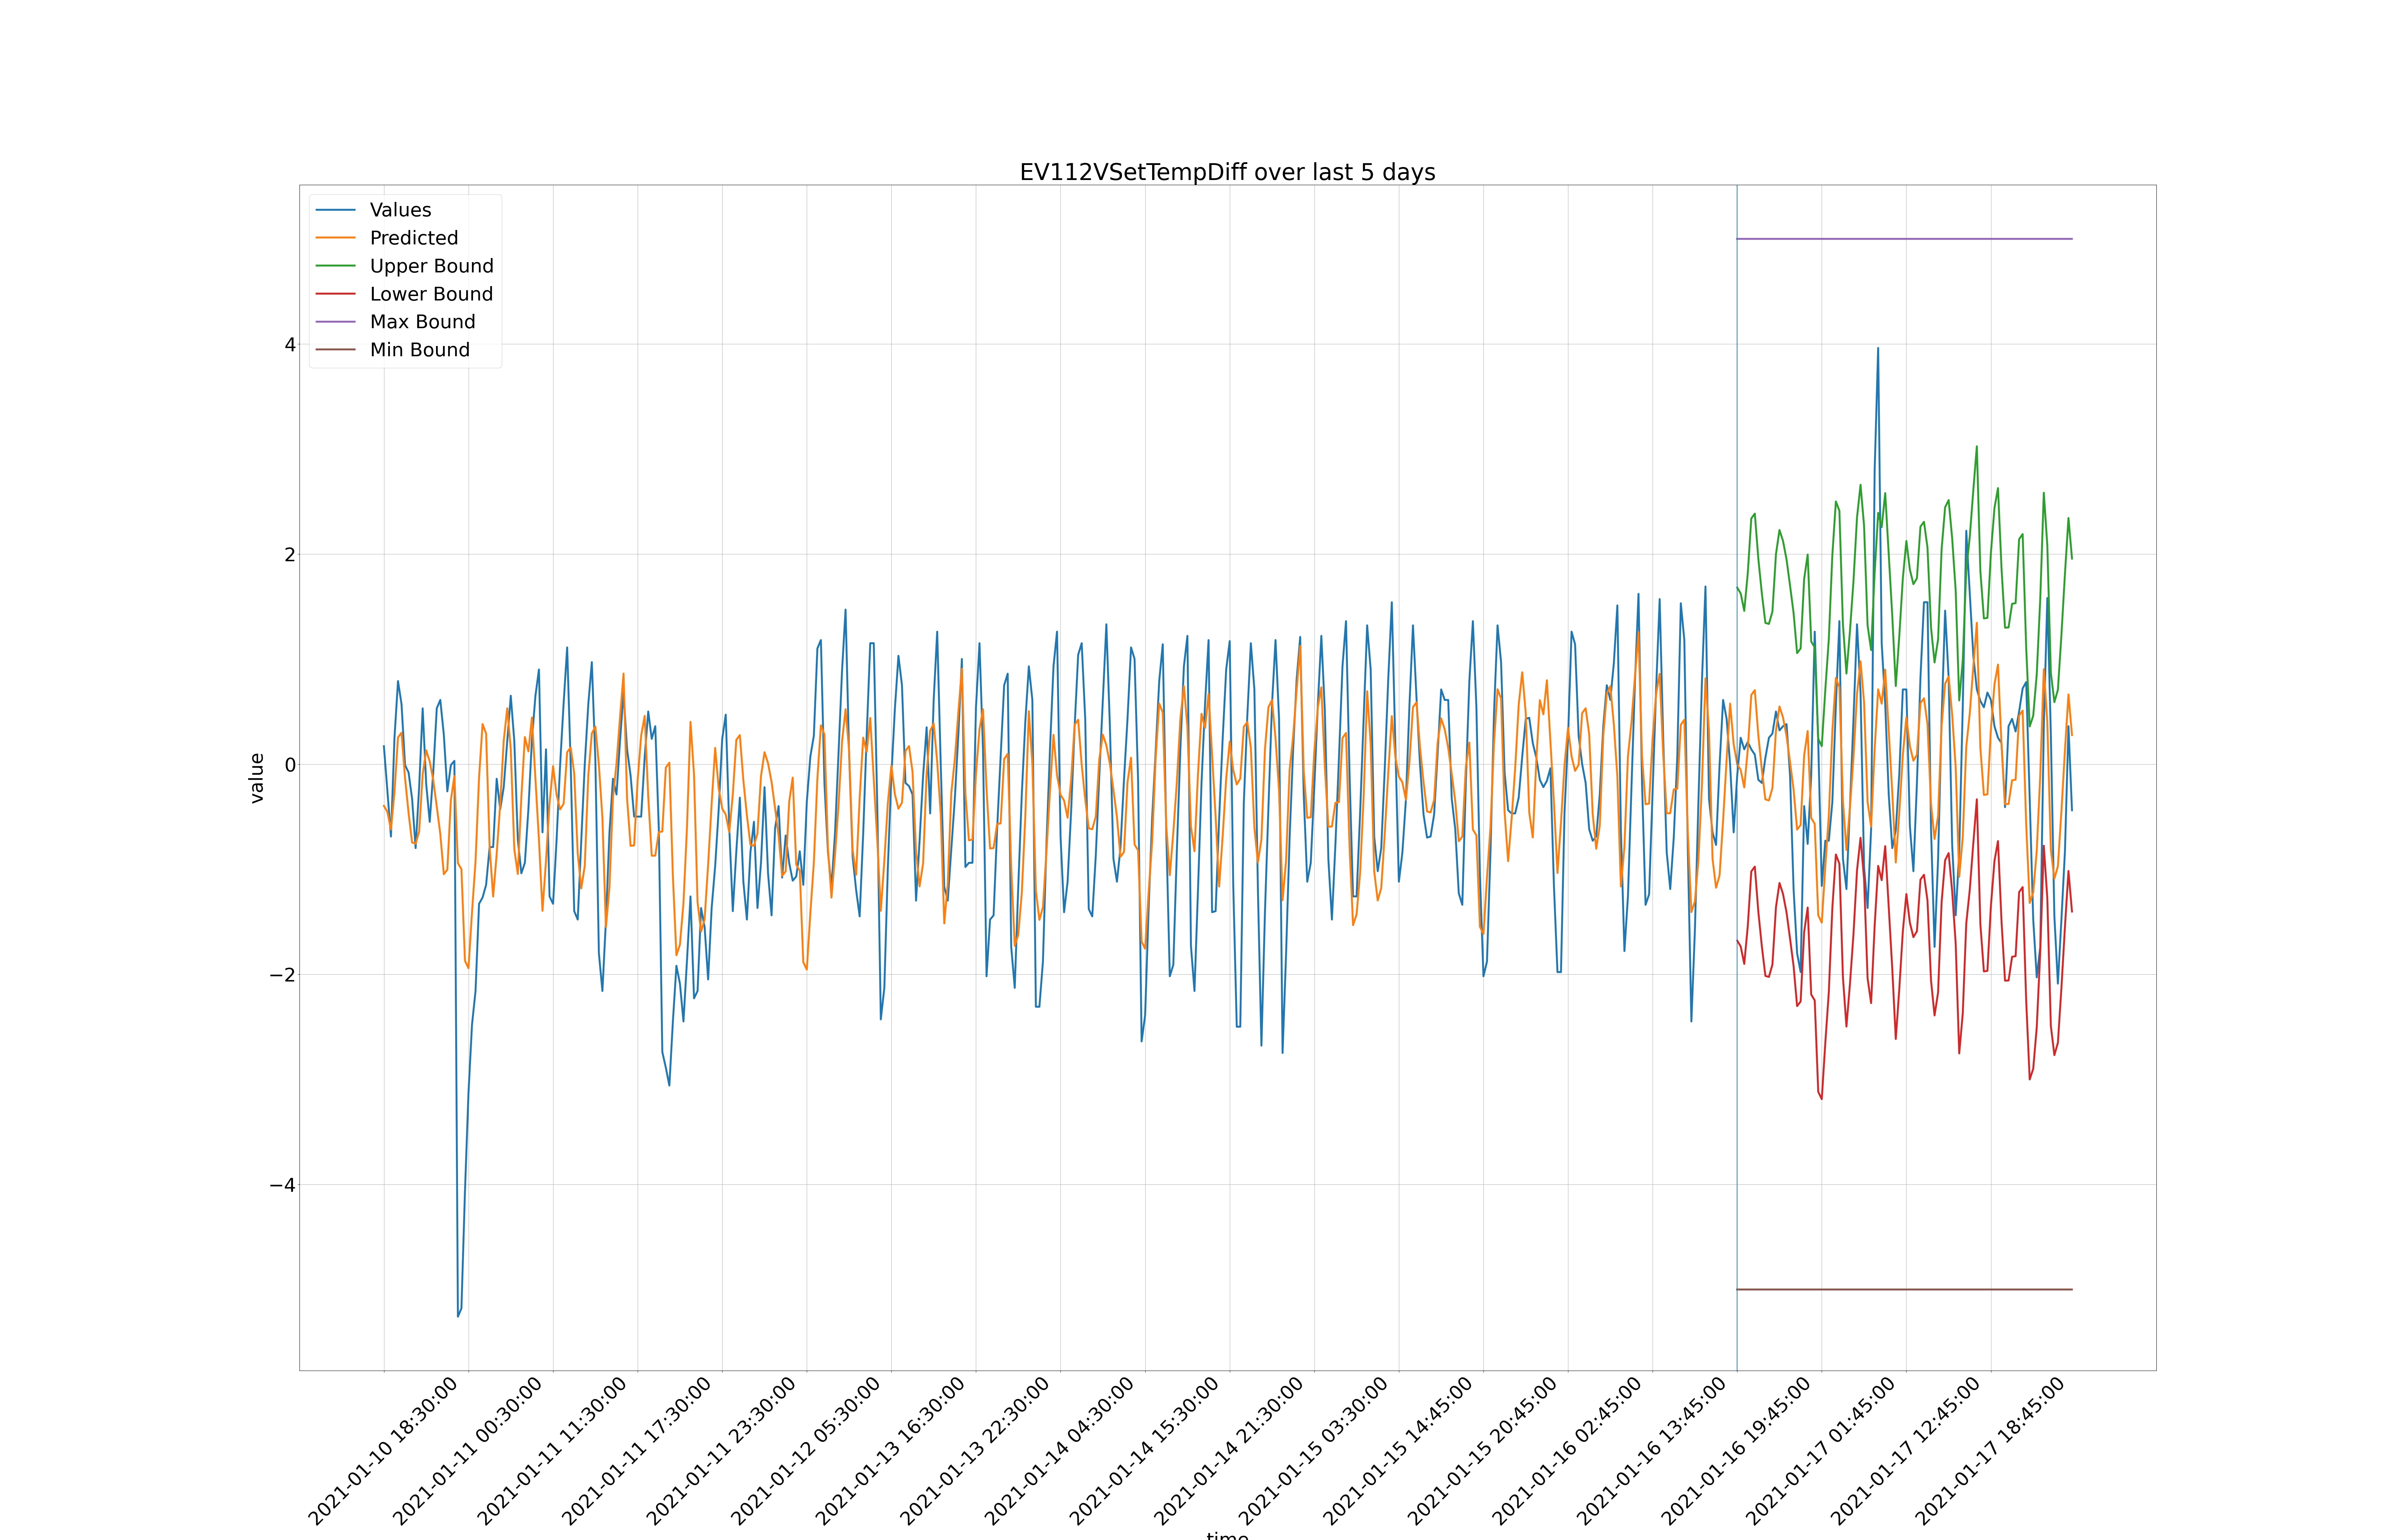 EV112VSetTempDiff over last 5 days
Values
Predicted
Upper Bound
Lower Bound
Max Bound
Min Bound
value
4
2
0
−2
−4
2021-01-10 18:30:00
2021-01-11 00:30:00
2021-01-11 11:30:00
2021-01-11 17:30:00
2021-01-11 23:30:00
2021-01-12 05:30:00
2021-01-13 16:30:00
2021-01-13 22:30:00
2021-01-14 04:30:00
2021-01-14 15:30:00
2021-01-14 21:30:00
2021-01-15 03:30:00
2021-01-15 14:45:00
2021-01-15 20:45:00
2021-01-16 02:45:00
2021-01-16 13:45:00
2021-01-16 19:45:00
2021-01-17 01:45:00
2021-01-17 12:45:00
2021-01-17 18:45:00
time